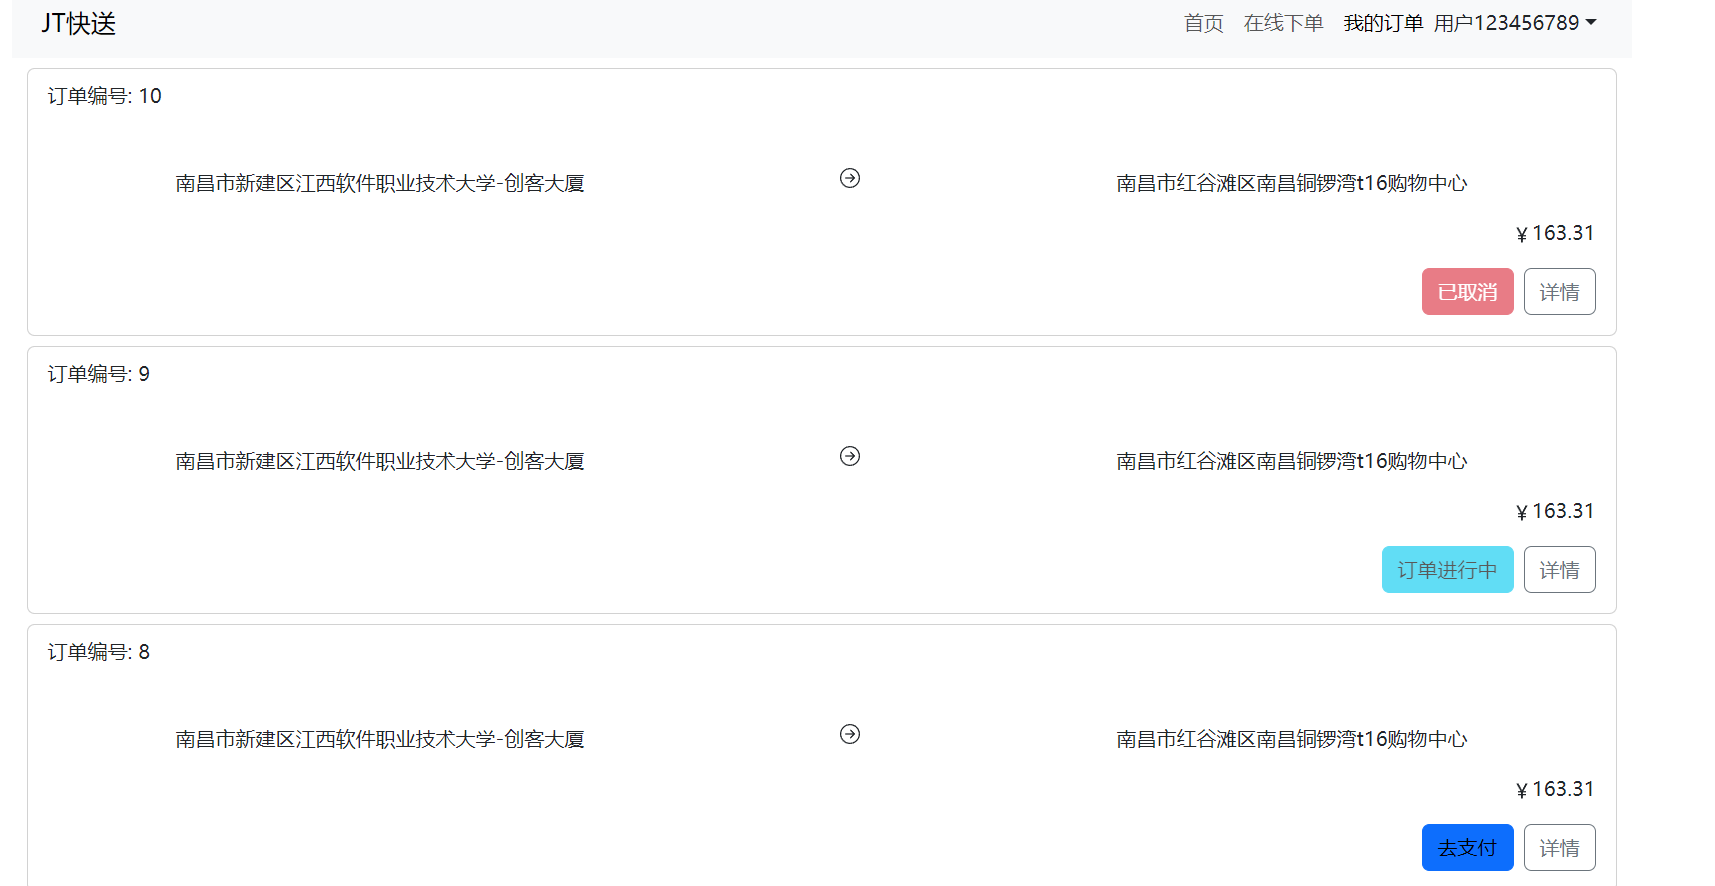 JT快送 首页 在线下单 我的订单 用户123456789
订单编号: 10
南昌市新建区江西软件职业技术大学-创客大厦 南昌市红谷滩区南昌铜锣湾t16购物中心
¥ 163.31
已取消 详情
订单编号: 9
南昌市新建区江西软件职业技术大学-创客大厦 南昌市红谷滩区南昌铜锣湾t16购物中心
¥ 163.31
订单进行中 详情
订单编号: 8
南昌市新建区江西软件职业技术大学-创客大厦 南昌市红谷滩区南昌铜锣湾t16购物中心
¥ 163.31
去支付 详情